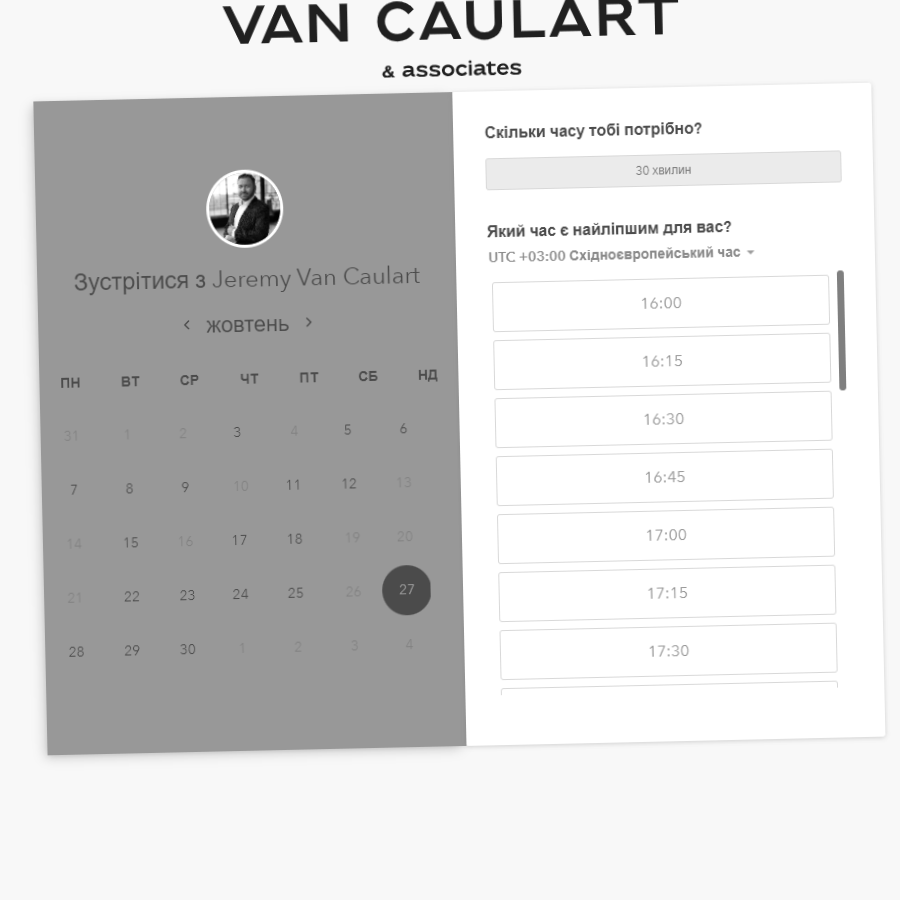 VAN CAULART
& associates
Зустрітися з Jeremy Van Caulart
жовтень
ПН ВТ СР ЧТ ПТ СБ НД
31 1 2 3 4 5 6
7 8 9 10 11 12 13
14 15 16 17 18 19 20
21 22 23 24 25 26 27
28 29 30 1 2 3 4
Скільки часу тобі потрібно?
30 хвилин
Який час є найліпшим для вас?
UTC +03:00 Східноєвропейський час
16:00
16:15
16:30
16:45
17:00
17:15
17:30